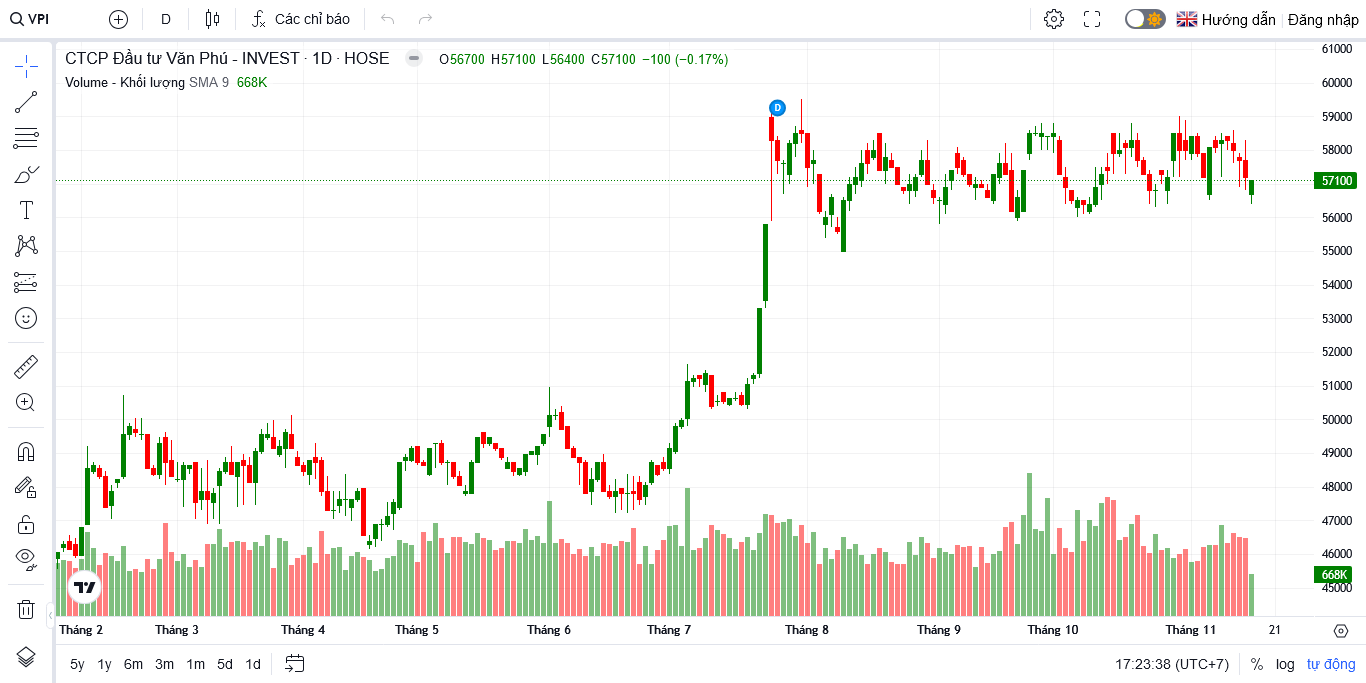 VPI D Các chỉ báo Hướng dẫn Đăng nhập
CTCP Đầu tư Văn Phú - INVEST · 1D · HOSE O56700 H57100 L56400 C57100 −100 (−0.17%)
Volume - Khối lượng SMA 9 668K
D
61000
60000
59000
58000
57100
56000
55000
54000
53000
52000
51000
50000
49000
48000
47000
46000
668K
45000
Tháng 2 Tháng 3 Tháng 4 Tháng 5 Tháng 6 Tháng 7 Tháng 8 Tháng 9 Tháng 10 Tháng 11 21
5y 1y 6m 3m 1m 5d 1d 17:23:38 (UTC+7) % log tự động